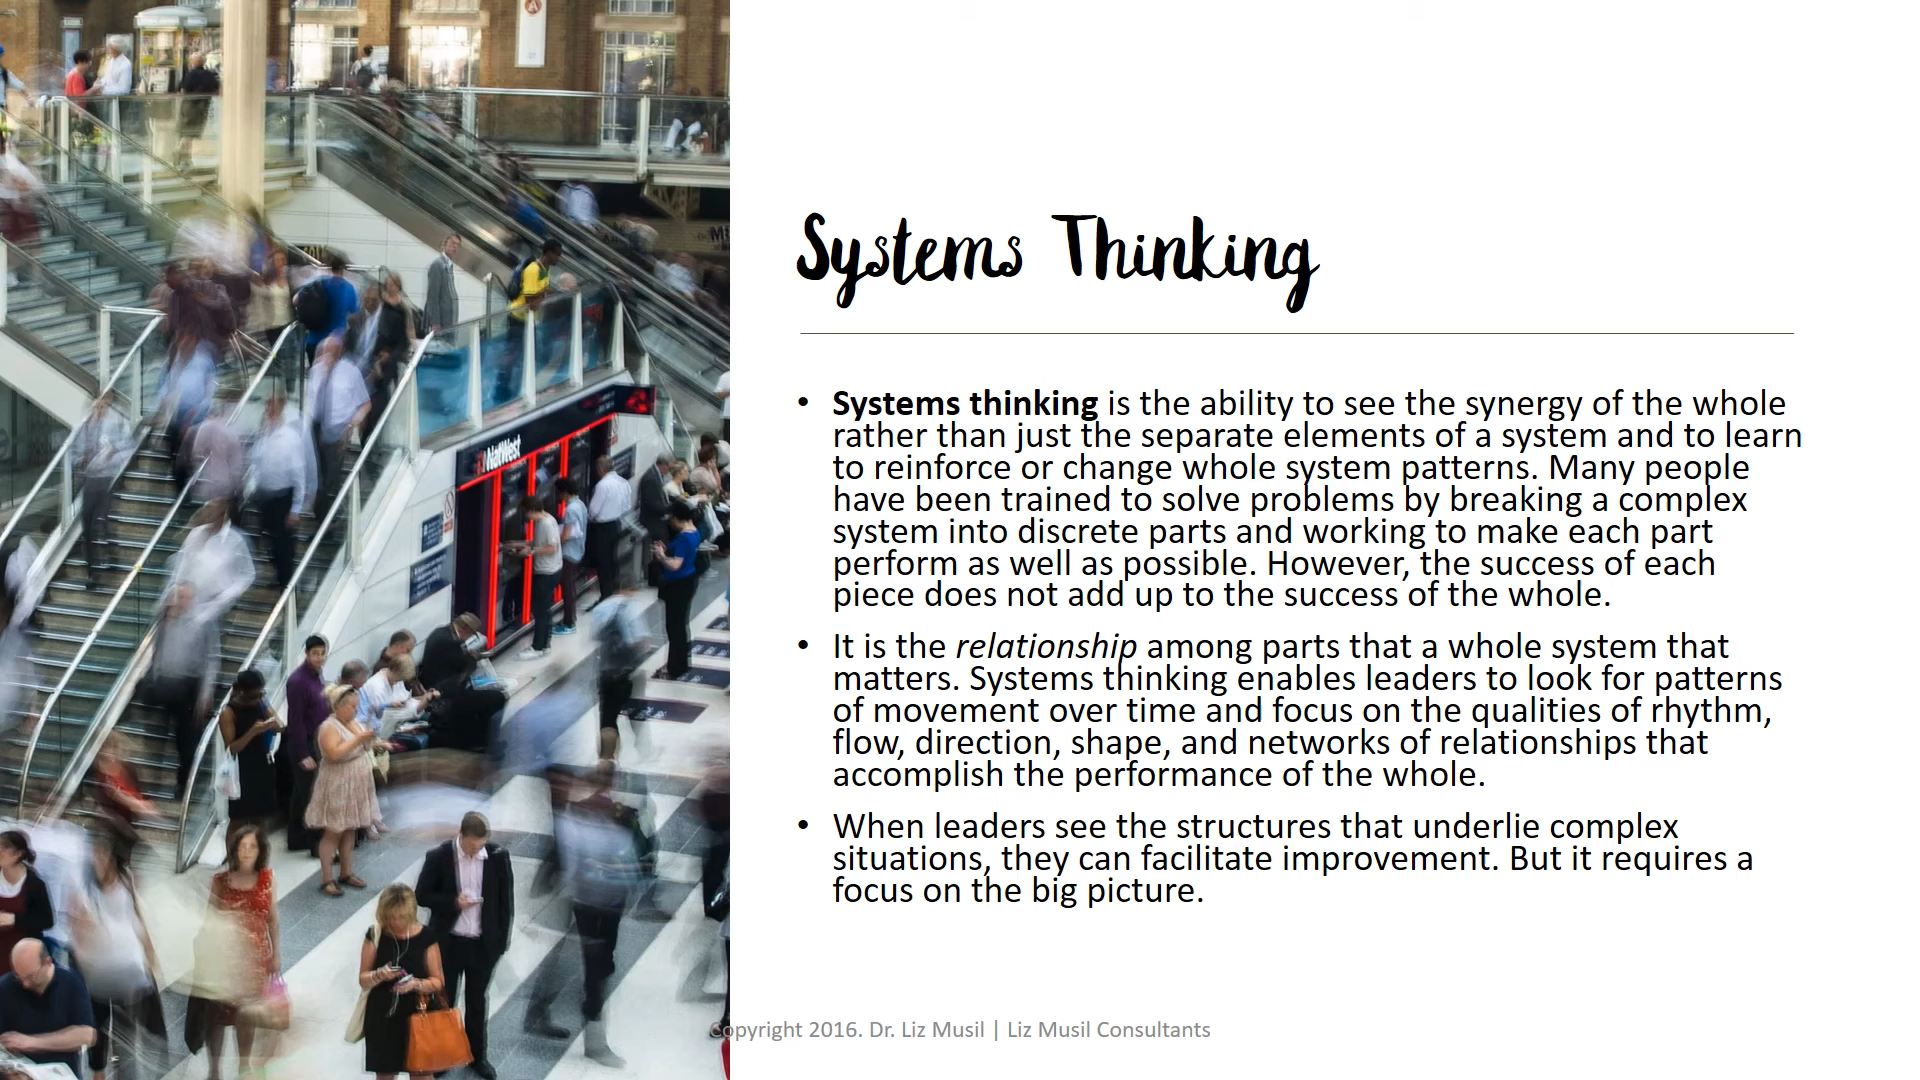 Systems Thinking
• Systems thinking is the ability to see the synergy of the whole
rather than just the separate elements of a system and to learn
to reinforce or change whole system patterns. Many people
have been trained to solve problems by breaking a complex
system into discrete parts and working to make each part
perform as well as possible. However, the success of each
piece does not add up to the success of the whole.
• It is the relationship among parts that a whole system that
matters. Systems thinking enables leaders to look for patterns
of movement over time and focus on the qualities of rhythm,
flow, direction, shape, and networks of relationships that
accomplish the performance of the whole.
• When leaders see the structures that underlie complex
situations, they can facilitate improvement. But it requires a
focus on the big picture.
Copyright 2016. Dr. Liz Musil | Liz Musil Consultants
NatWest
A